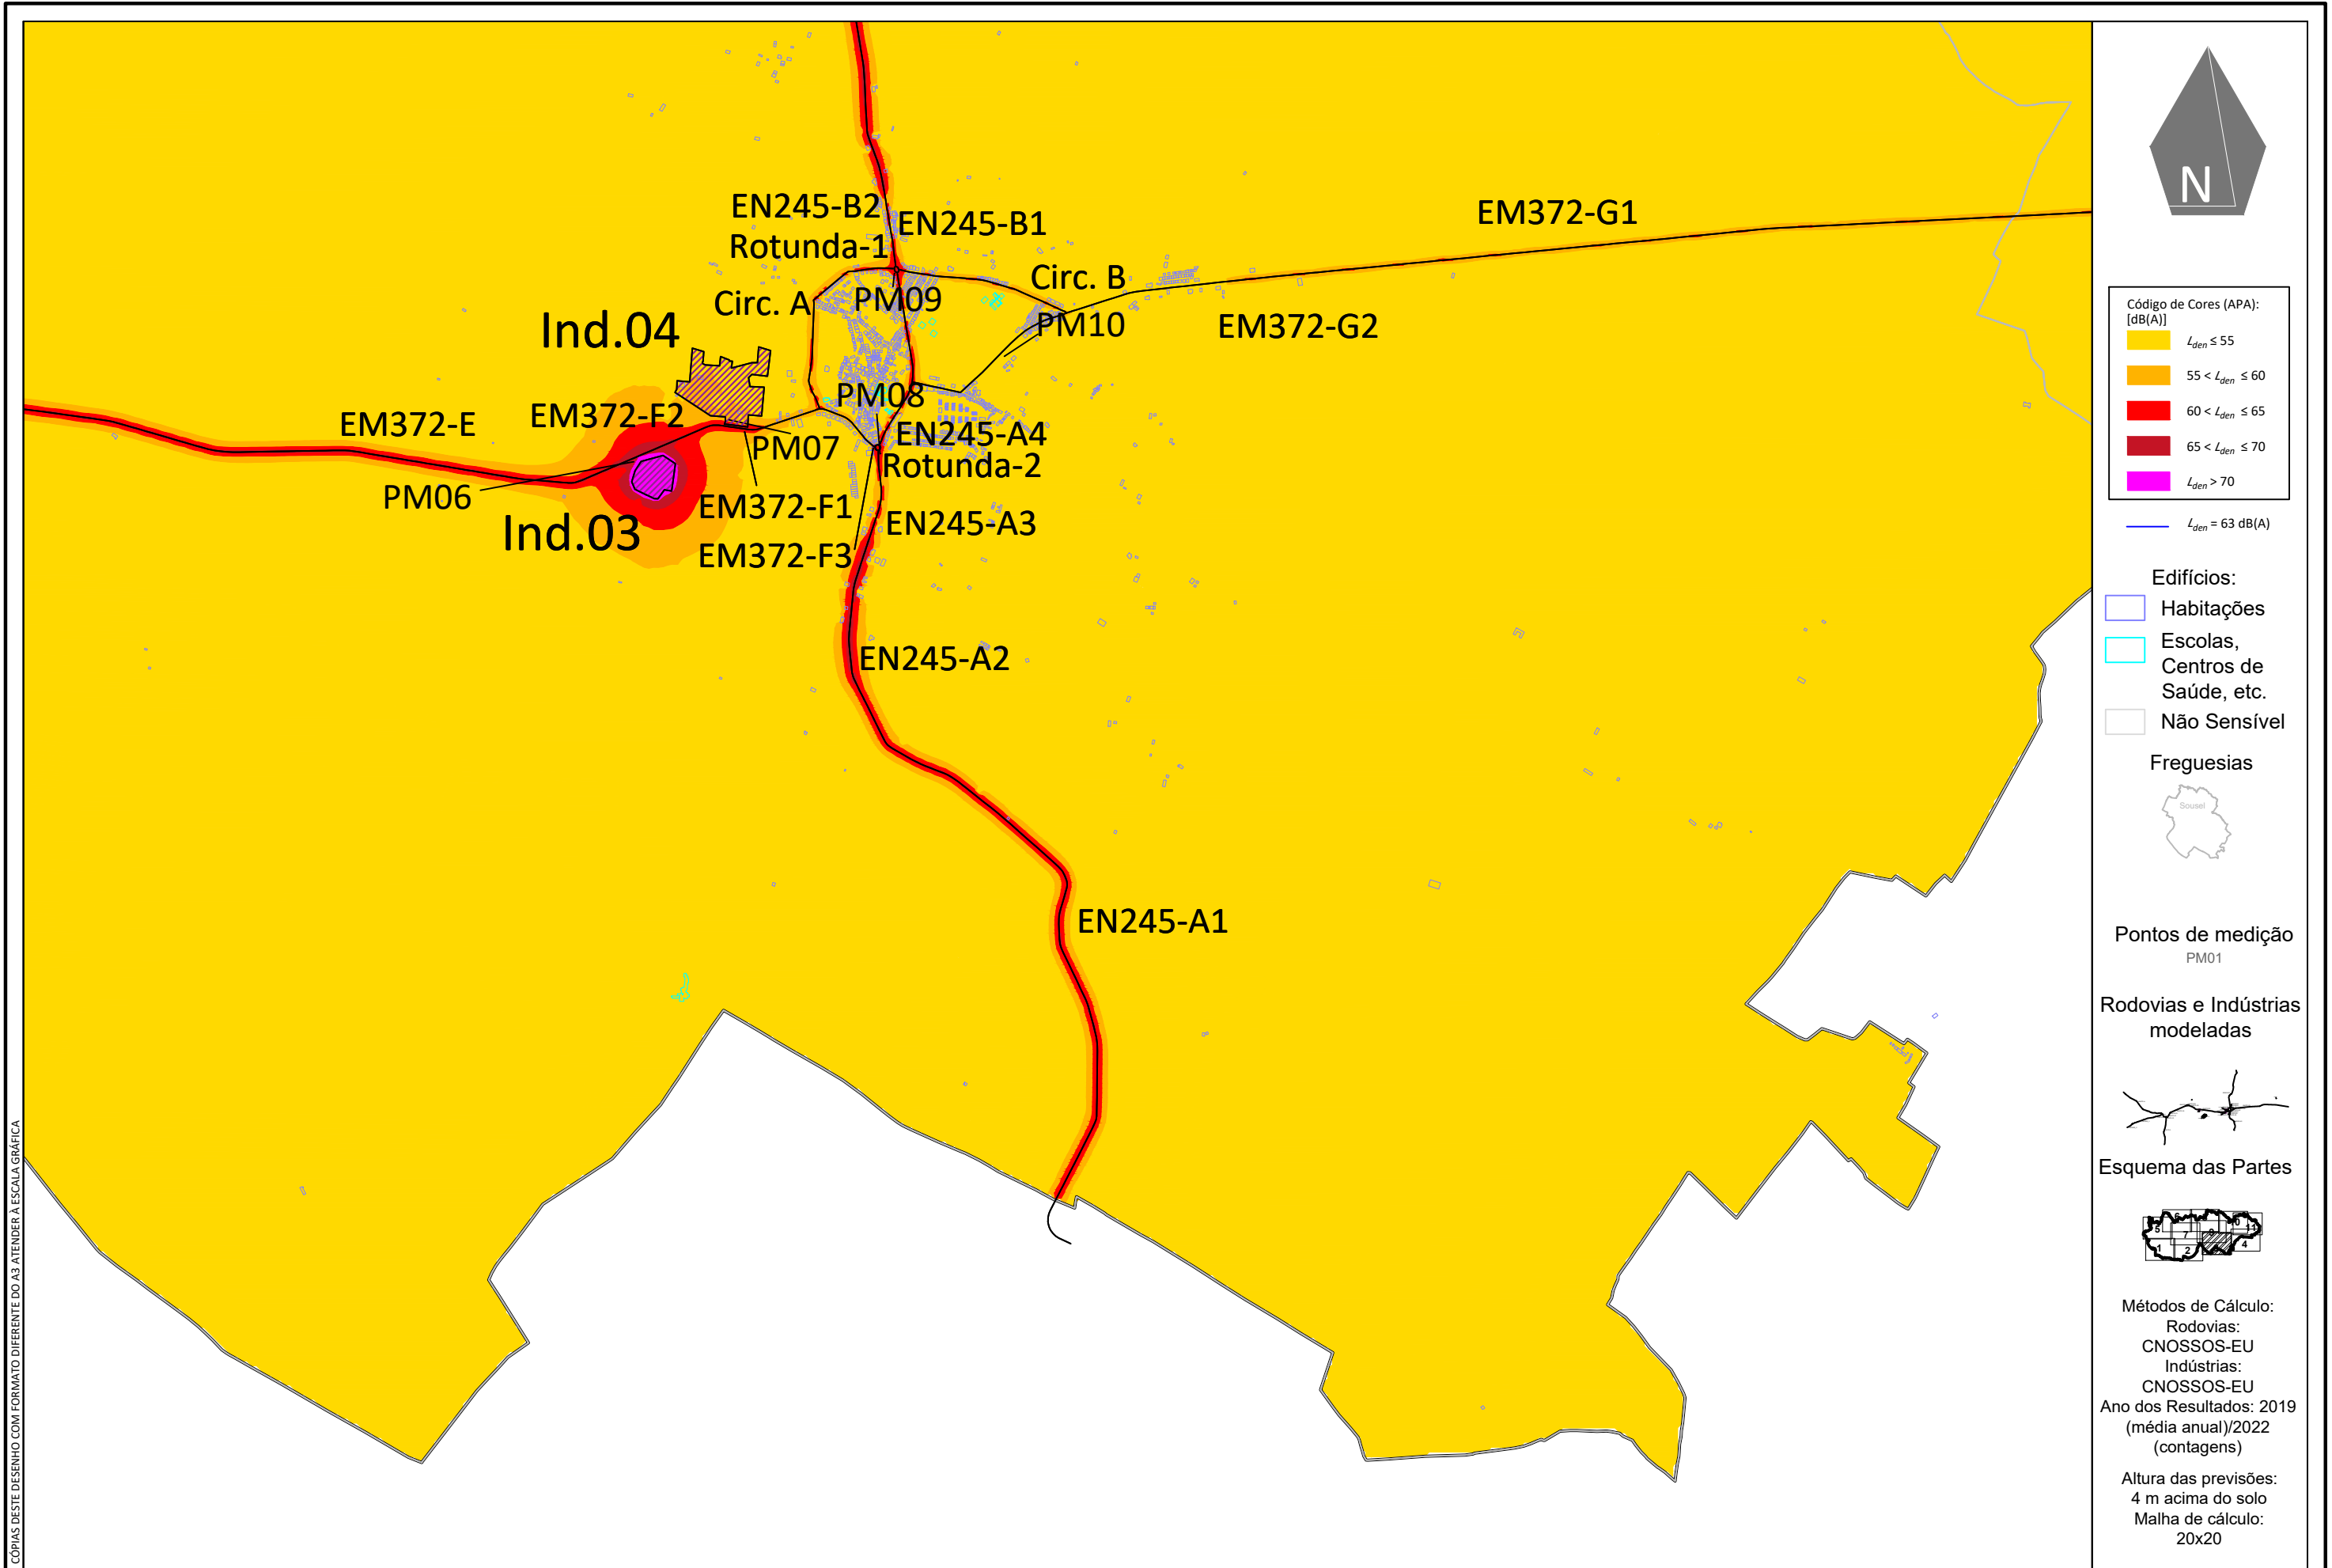 EN245-B2
EN245-B1
Rotunda-1
EM372-G1
Circ. B
Circ. A
PM09
PM10
EM372-G2
Ind.04
PM08
EM372-E
EM372-F2
EN245-A4
PM07
Rotunda-2
PM06
EM372-F1
EN245-A3
Ind.03
EM372-F3
EN245-A2
EN245-A1
CÓPIAS DESTE DESENHO COM FORMATO DIFERENTE DO A3 ATENDER À ESCALA GRÁFICA
N
Código de Cores (APA):
[dB(A)]
Lden ≤ 55
55 < Lden ≤ 60
60 < Lden ≤ 65
65 < Lden ≤ 70
Lden > 70
Lden = 63 dB(A)
Edifícios:
Habitações
Escolas,
Centros de
Saúde, etc.
Não Sensível
Freguesias
Sousel
Pontos de medição
PM01
Rodovias e Indústrias
modeladas
Esquema das Partes
5
7
1
2
4
Métodos de Cálculo:
Rodovias:
CNOSSOS-EU
Indústrias:
CNOSSOS-EU
Ano dos Resultados: 2019
(média anual)/2022
(contagens)
Altura das previsões:
4 m acima do solo
Malha de cálculo:
20x20